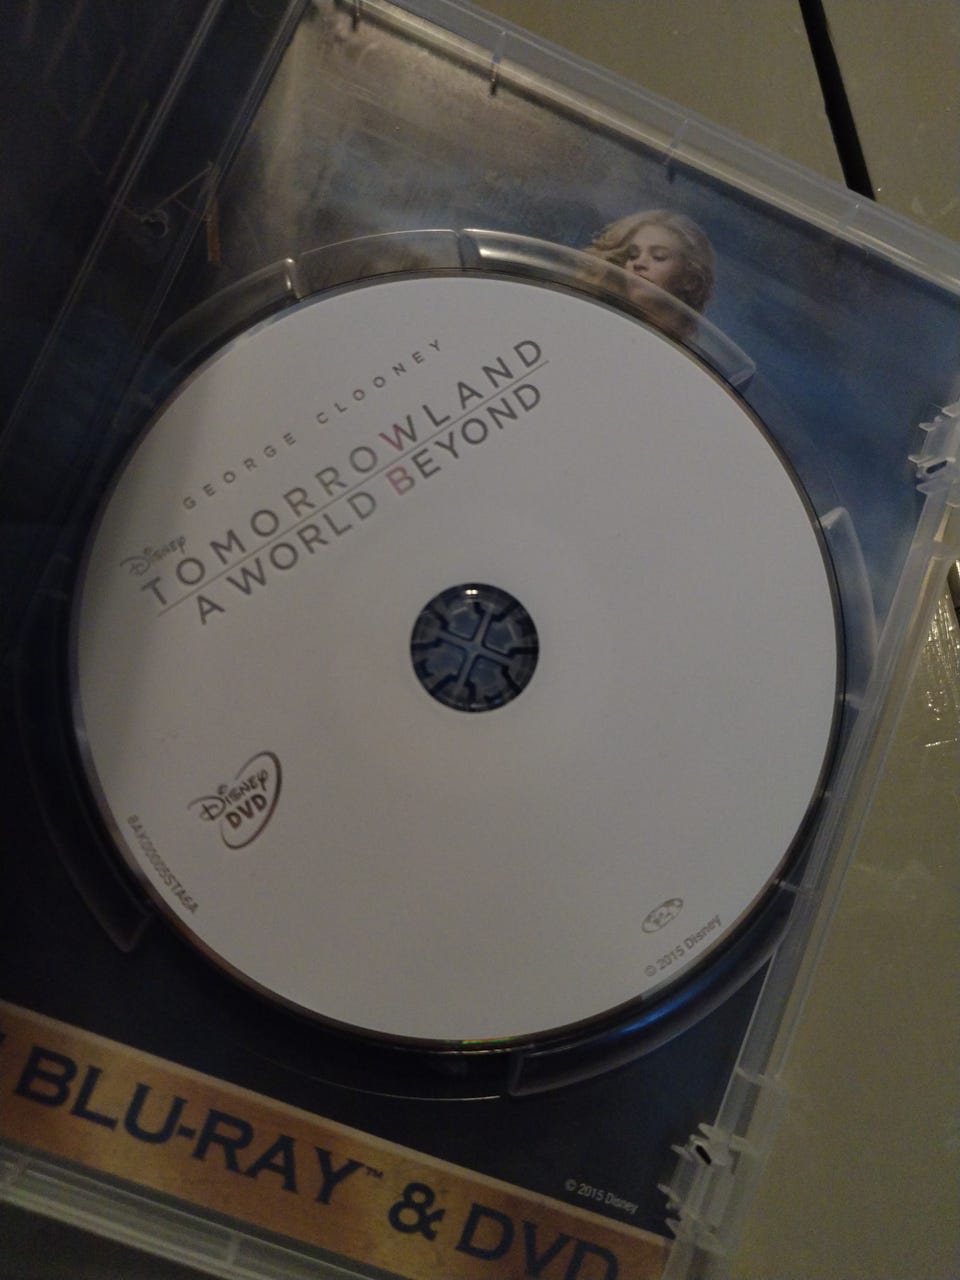 GEORGE CLOONEY
Disney
TOMORROWLAND
A WORLD BEYOND
Disney
DVD
© 2015 Disney
BLU-RAY™ & DVD
© 2015 Disney